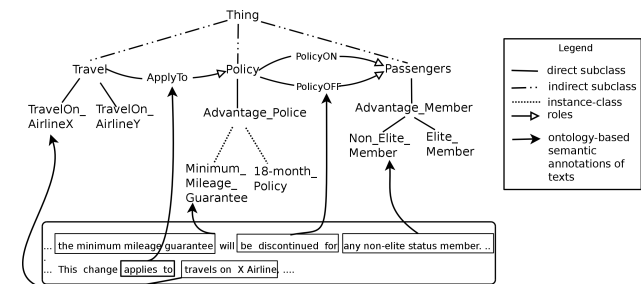 Thing
Legend
PolicyON
Travel
ApplyTo
Policy
Passengers
PolicyOFF
direct subclass
indirect subclass
instance-class
roles
TravelOn_
AirlineX
TravelOn_
AirlineY
Advantage_Police
Advantage_Member
Non_Elite_
Member
Elite_
Member
ontology-based
semantic
annotations of
texts
Minimum_
Mileage_
Guarantee
18-month_
Policy
... the minimum mileage guarantee will be discontinued for any non-elite status member. ..
.
... This change applies to travels on X Airline. ....